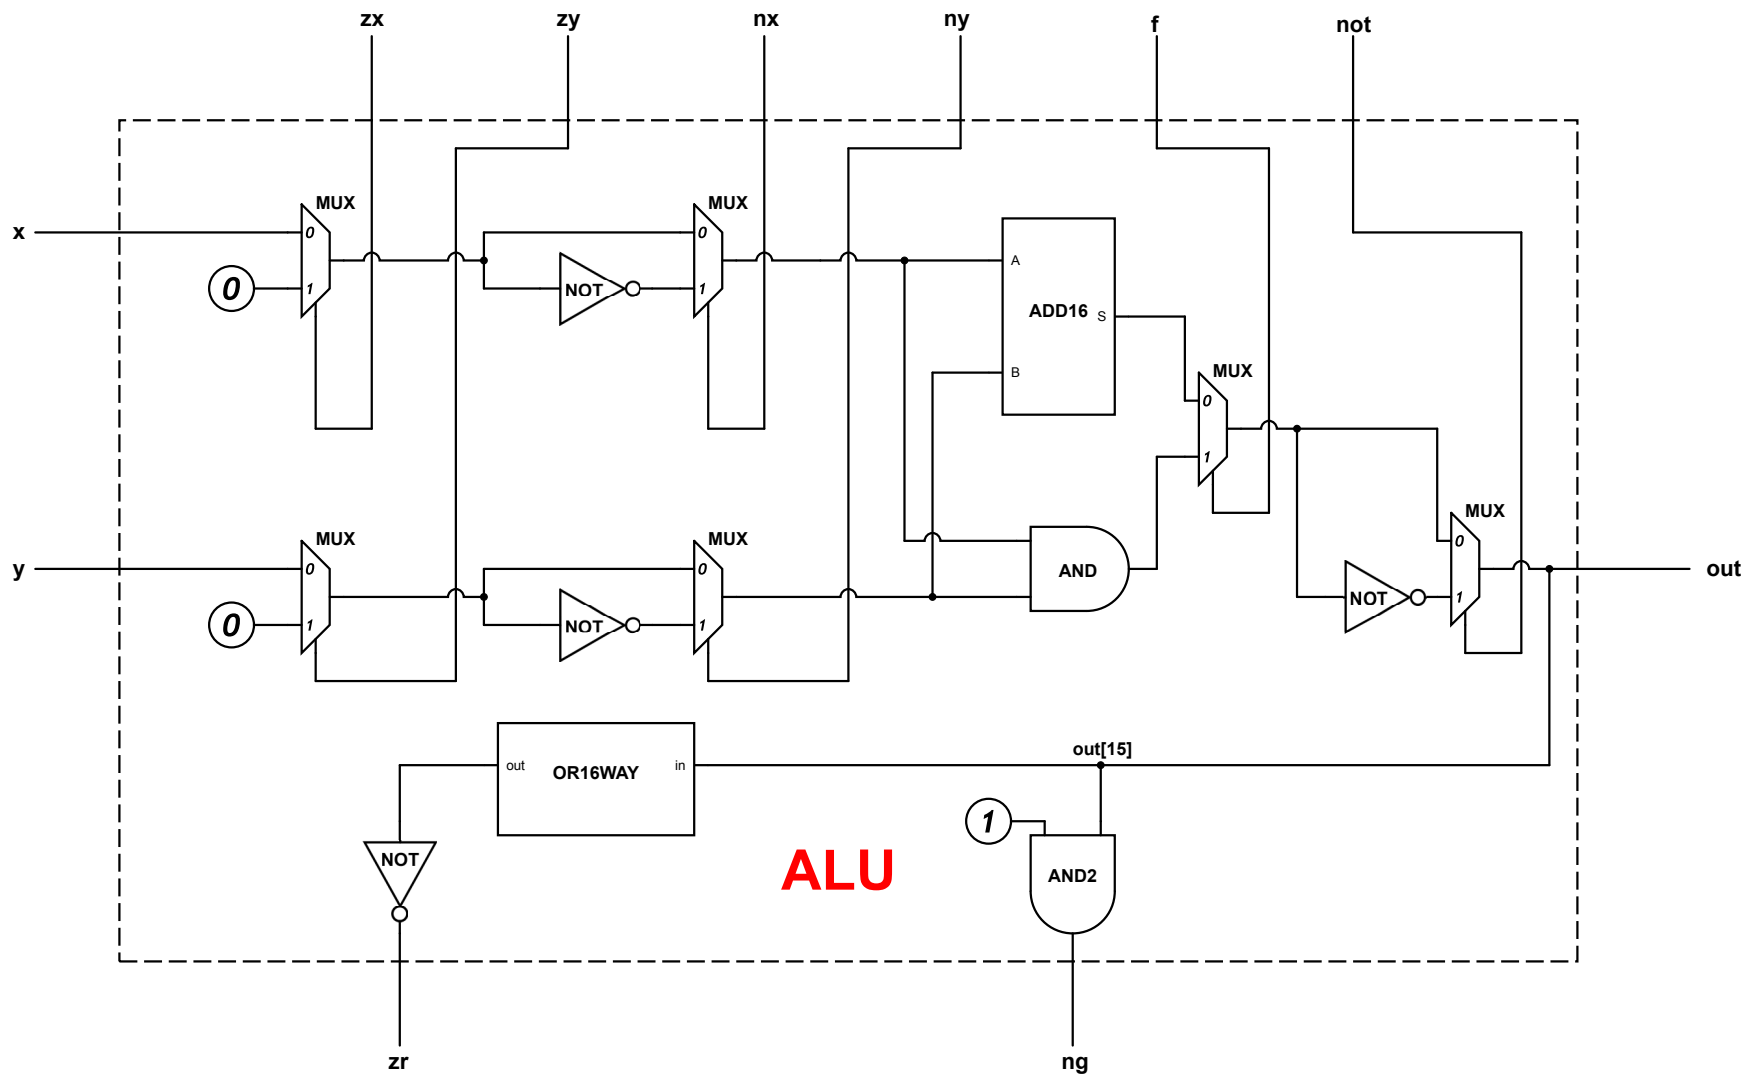 zx
zy
nx
ny
f
not
MUX
MUX
x
0
0
0
1
NOT
1
A
ADD16
S
B
MUX
0
1
MUX
MUX
MUX
y
0
0
AND
0
out
0
1
NOT
1
NOT
1
out
OR16WAY
in
out[15]
1
NOT
ALU
AND2
zr
ng